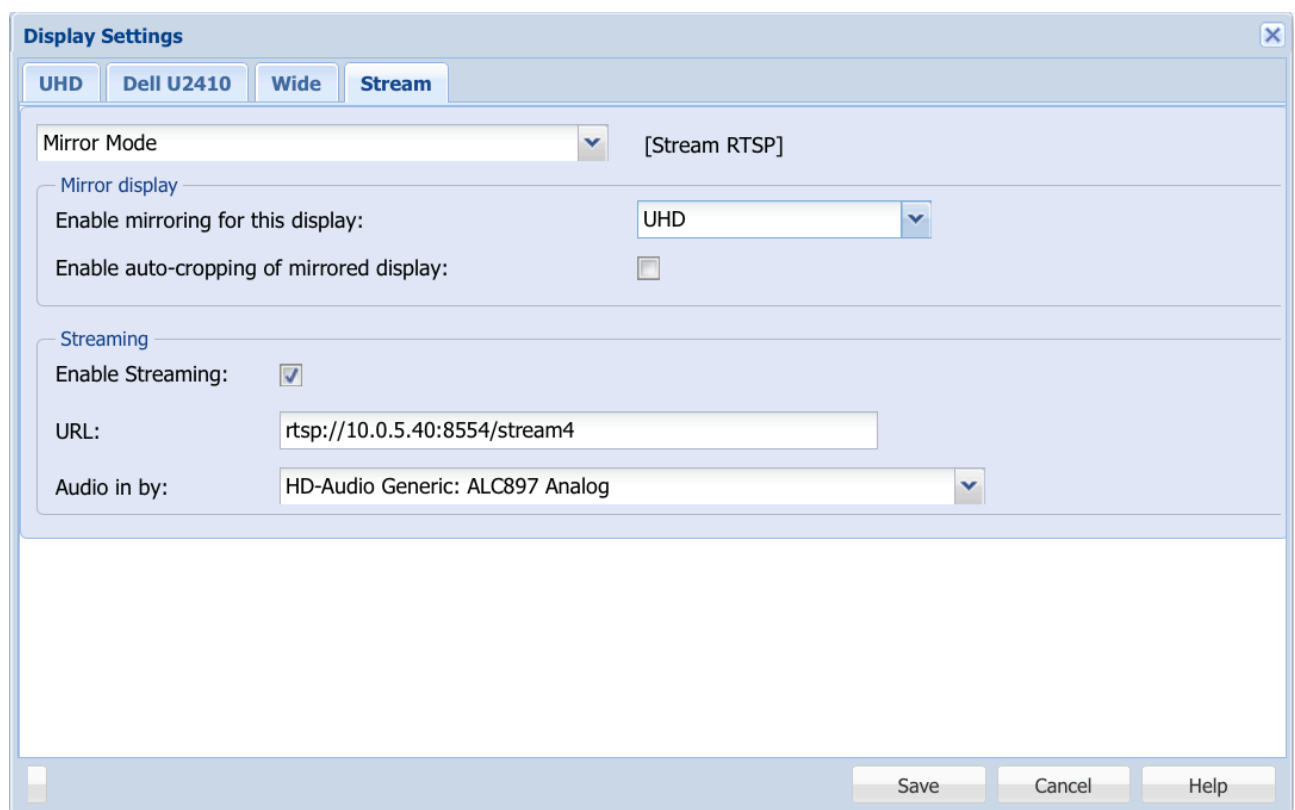 Display Settings
UHD Dell U2410 Wide Stream
Mirror Mode [Stream RTSP]
Mirror display
Enable mirroring for this display: UHD
Enable auto-cropping of mirrored display:
Streaming
Enable Streaming:
URL: rtsp://10.0.5.40:8554/stream4
Audio in by: HD-Audio Generic: ALC897 Analog
Save Cancel Help